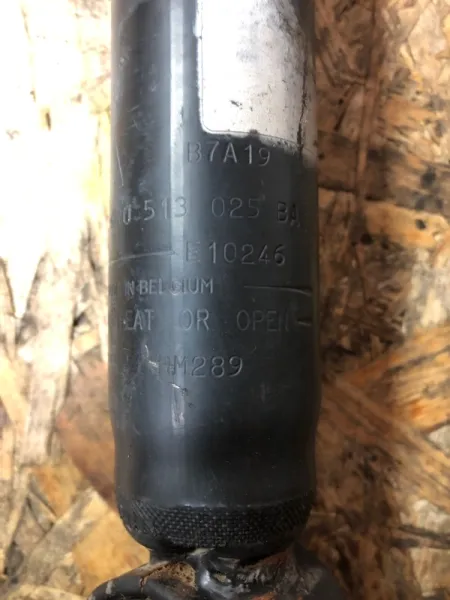 B7A19
0 513 025 BA
E10246
IN BELGIUM
EAT OR OPEN
M289